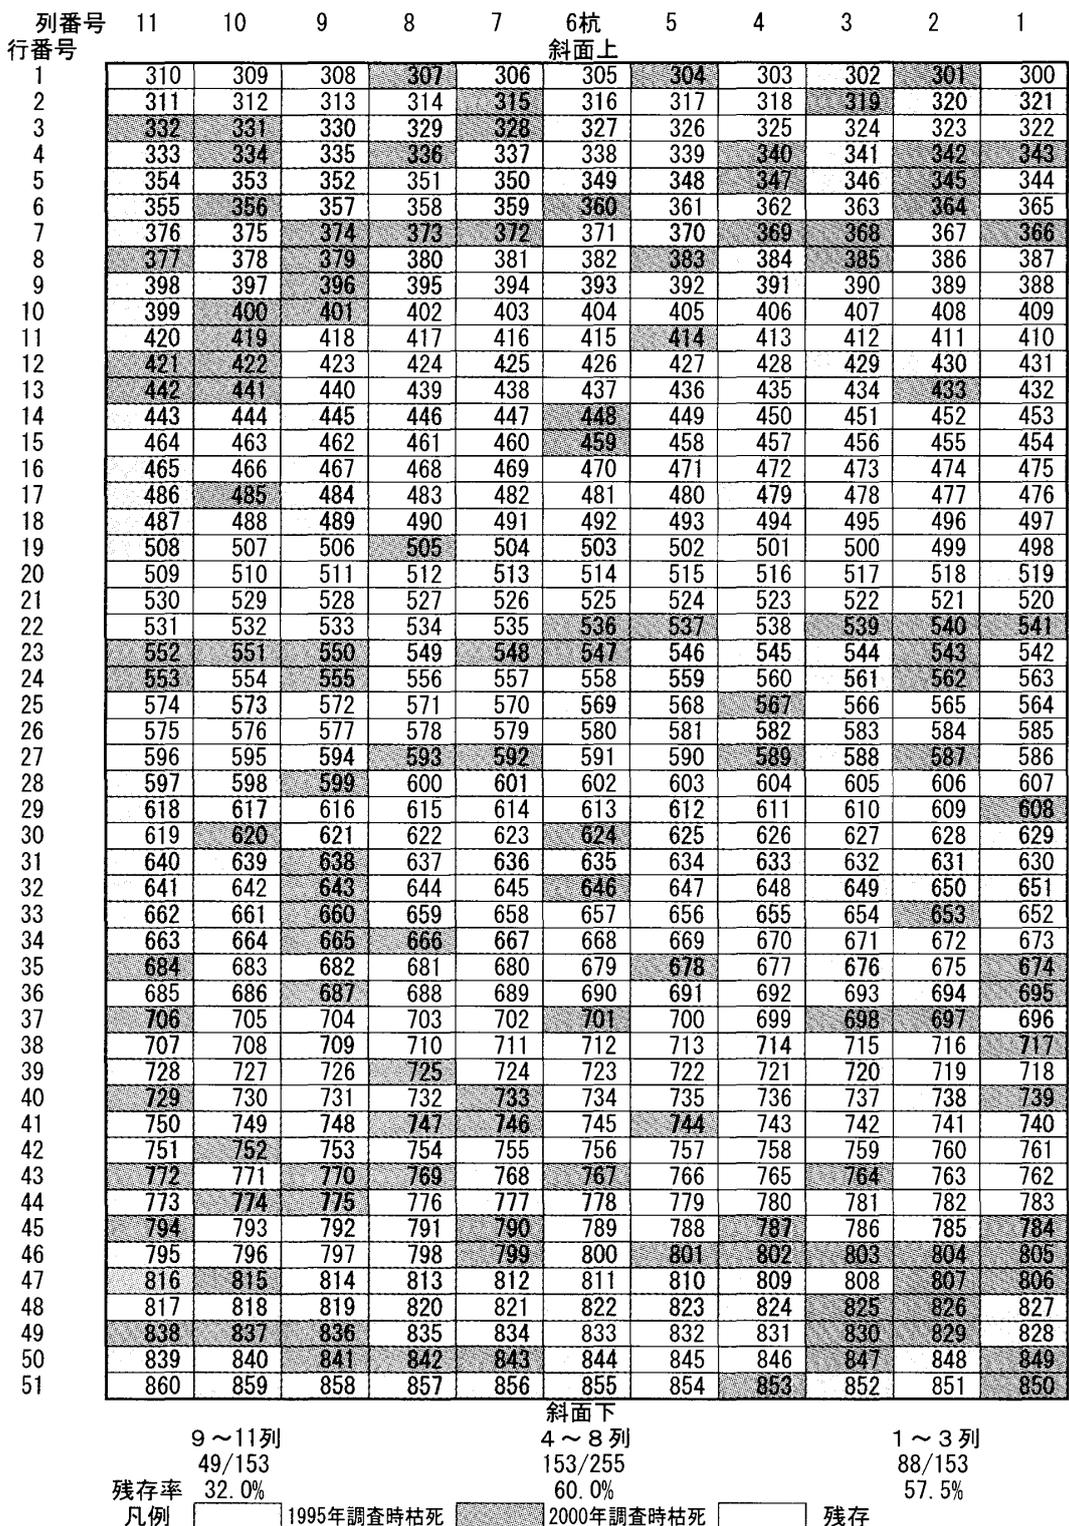 列番号 11 10 9 8 7 6杭 5 4 3 2 1
行番号 斜面上
1 310 309 308 307 306 305 304 303 302 301 300
2 311 312 313 314 315 316 317 318 319 320 321
3 332 331 330 329 328 327 326 325 324 323 322
4 333 334 335 336 337 338 339 340 341 342 343
5 354 353 352 351 350 349 348 347 346 345 344
6 355 356 357 358 359 360 361 362 363 364 365
7 376 375 374 373 372 371 370 369 368 367 366
8 377 378 379 380 381 382 383 384 385 386 387
9 398 397 396 395 394 393 392 391 390 389 388
10 399 400 401 402 403 404 405 406 407 408 409
11 420 419 418 417 416 415 414 413 412 411 410
12 421 422 423 424 425 426 427 428 429 430 431
13 442 441 440 439 438 437 436 435 434 433 432
14 443 444 445 446 447 448 449 450 451 452 453
15 464 463 462 461 460 459 458 457 456 455 454
16 465 466 467 468 469 470 471 472 473 474 475
17 486 485 484 483 482 481 480 479 478 477 476
18 487 488 489 490 491 492 493 494 495 496 497
19 508 507 506 505 504 503 502 501 500 499 498
20 509 510 511 512 513 514 515 516 517 518 519
21 530 529 528 527 526 525 524 523 522 521 520
22 531 532 533 534 535 536 537 538 539 540 541
23 552 551 550 549 548 547 546 545 544 543 542
24 553 554 555 556 557 558 559 560 561 562 563
25 574 573 572 571 570 569 568 567 566 565 564
26 575 576 577 578 579 580 581 582 583 584 585
27 596 595 594 593 592 591 590 589 588 587 586
28 597 598 599 600 601 602 603 604 605 606 607
29 618 617 616 615 614 613 612 611 610 609 608
30 619 620 621 622 623 624 625 626 627 628 629
31 640 639 638 637 636 635 634 633 632 631 630
32 641 642 643 644 645 646 647 648 649 650 651
33 662 661 660 659 658 657 656 655 654 653 652
34 663 664 665 666 667 668 669 670 671 672 673
35 684 683 682 681 680 679 678 677 676 675 674
36 685 686 687 688 689 690 691 692 693 694 695
37 706 705 704 703 702 701 700 699 698 697 696
38 707 708 709 710 711 712 713 714 715 716 717
39 728 727 726 725 724 723 722 721 720 719 718
40 729 730 731 732 733 734 735 736 737 738 739
41 750 749 748 747 746 745 744 743 742 741 740
42 751 752 753 754 755 756 757 758 759 760 761
43 772 771 770 769 768 767 766 765 764 763 762
44 773 774 775 776 777 778 779 780 781 782 783
45 794 793 792 791 790 789 788 787 786 785 784
46 795 796 797 798 799 800 801 802 803 804 805
47 816 815 814 813 812 811 810 809 808 807 806
48 817 818 819 820 821 822 823 824 825 826 827
49 838 837 836 835 834 833 832 831 830 829 828
50 839 840 841 842 843 844 845 846 847 848 849
51 860 859 858 857 856 855 854 853 852 851 850
斜面下
9～11列 4～8列 1～3列
49/153 153/255 88/153
残存率 32.0% 60.0% 57.5%
凡例 1995年調査時枯死 2000年調査時枯死 残存